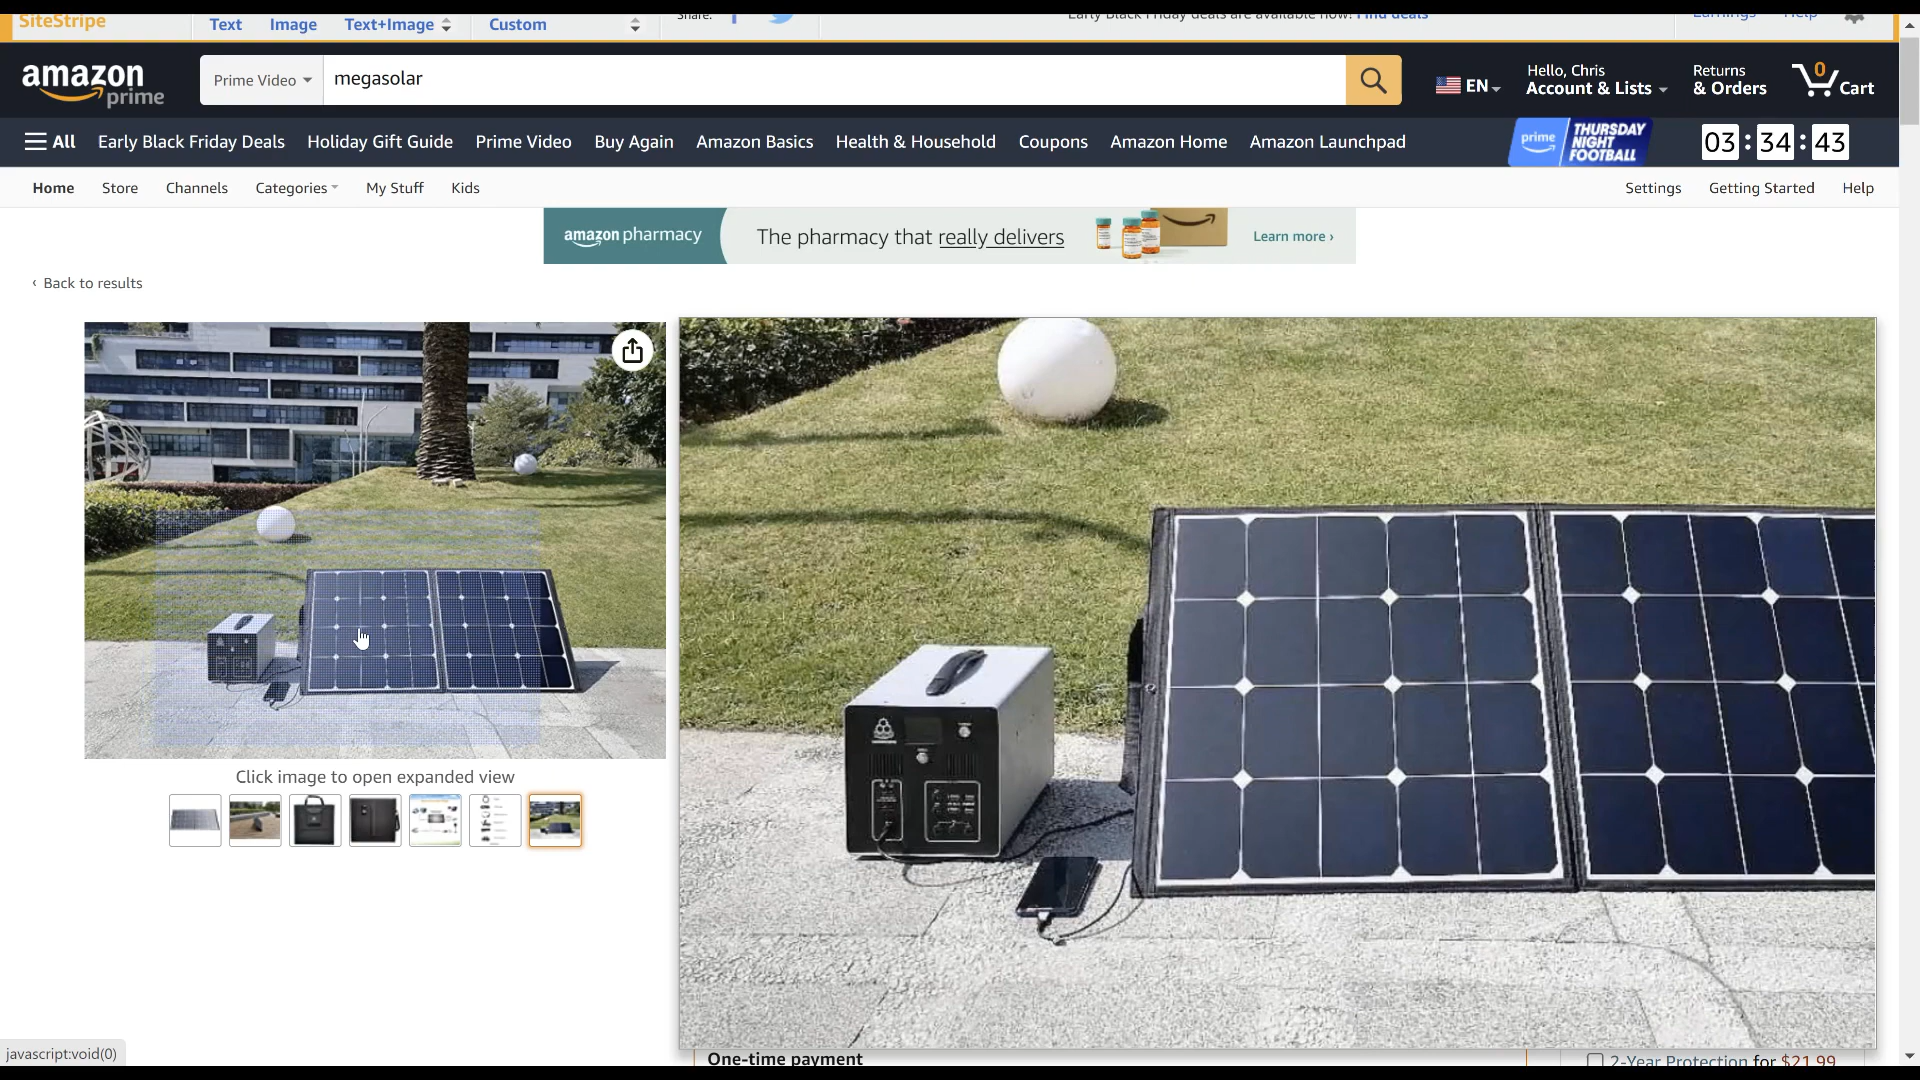 SiteStripe
Text Image Text+Image Custom
Share:
Early Black Friday deals are available now! Find deals
Earnings Help
amazon prime
Prime Video
megasolar
EN
Hello, Chris
Account & Lists
Returns
& Orders
0
Cart
All Early Black Friday Deals Holiday Gift Guide Prime Video Buy Again Amazon Basics Health & Household Coupons Amazon Home Amazon Launchpad
prime THURSDAY NIGHT FOOTBALL
03 : 34 : 43
Home Store Channels Categories My Stuff Kids
Settings Getting Started Help
amazon pharmacy The pharmacy that really delivers Learn more ›
‹ Back to results
Click image to open expanded view
javascript:void(0)
One-time payment
2-Year Protection for $21.99